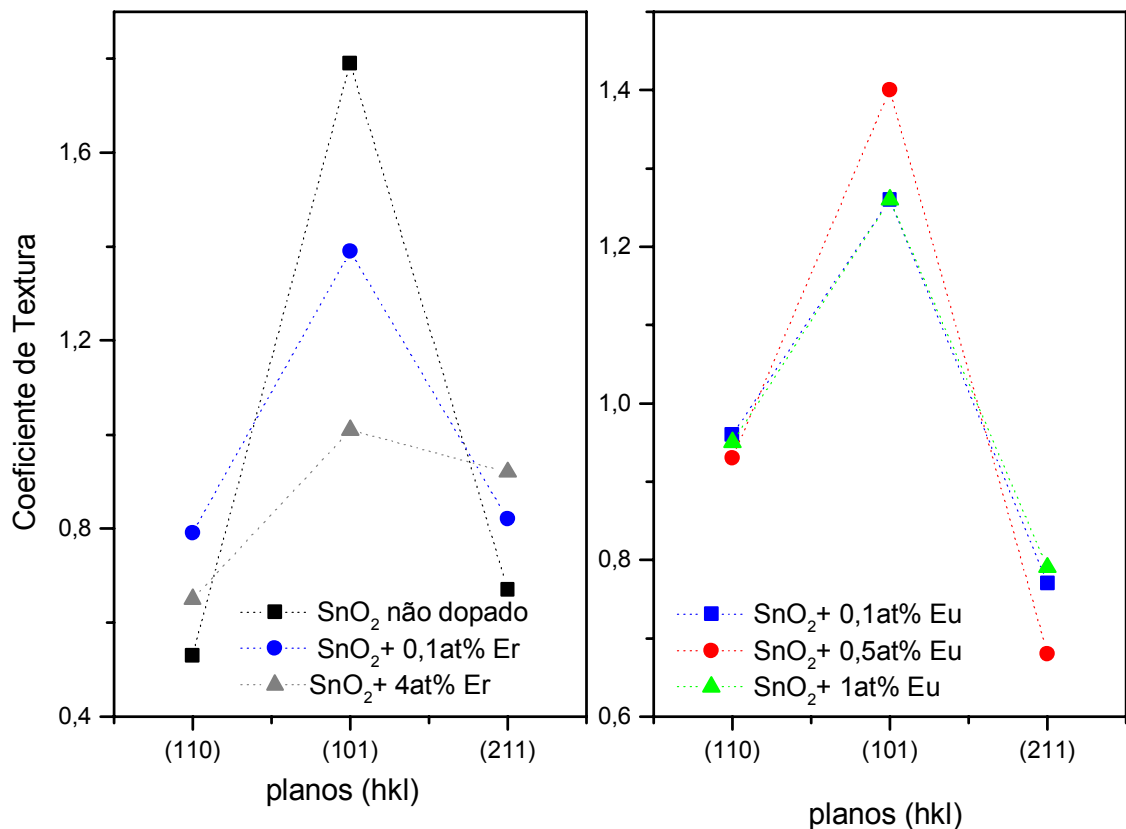 Coeficiente de Textura
1,6
1,2
0,8
0,4
SnO₂ não dopado
SnO₂+ 0,1at% Er
SnO₂+ 4at% Er
(110) (101) (211)
planos (hkl)
1,4
1,2
1,0
0,8
0,6
SnO₂+ 0,1at% Eu
SnO₂+ 0,5at% Eu
SnO₂+ 1at% Eu
(110) (101) (211)
planos (hkl)